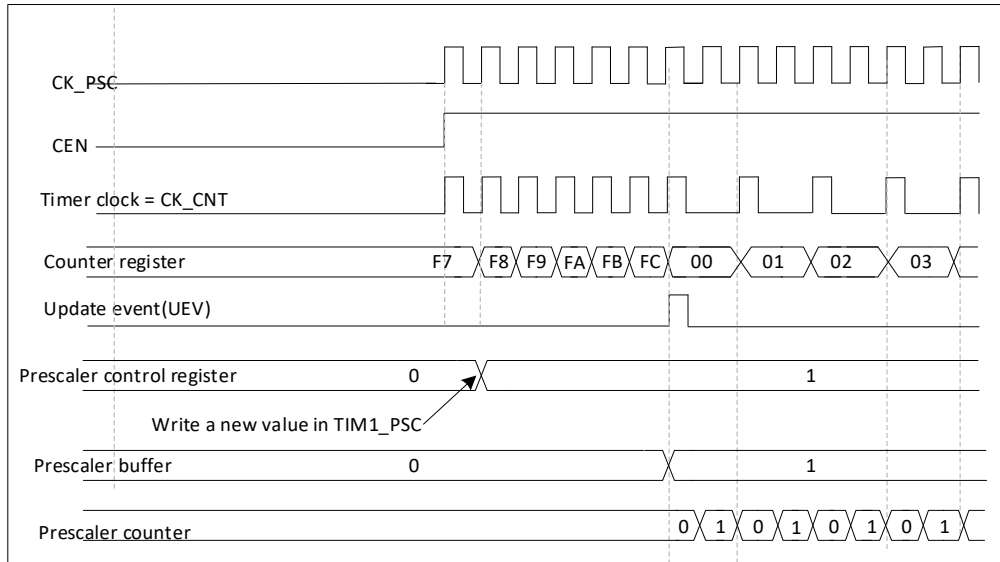 CK_PSC
CEN
Timer clock = CK_CNT
Counter register F7 F8 F9 FA FB FC 00 01 02 03
Update event(UEV)
Prescaler control register 0 1
Write a new value in TIM1_PSC
Prescaler buffer 0 1
Prescaler counter 0 1 0 1 0 1 0 1